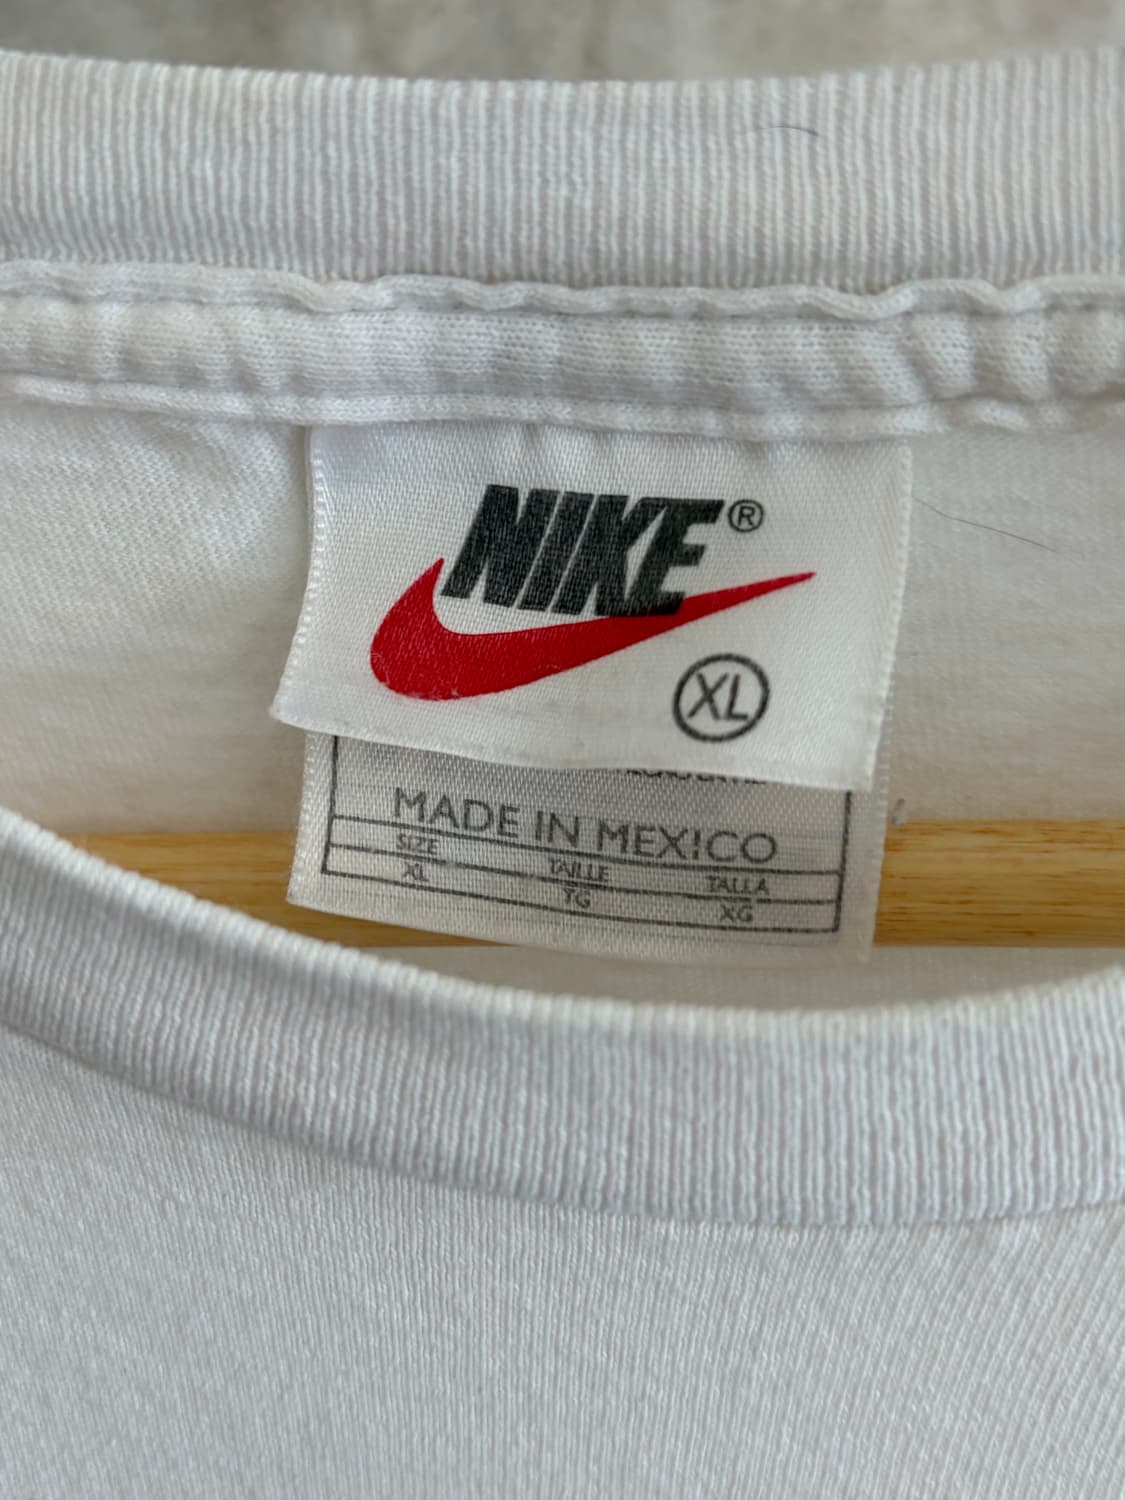 NIKE®
XL
MADE IN MEXICO
SIZE TAILLE TALLA
XL TG XG